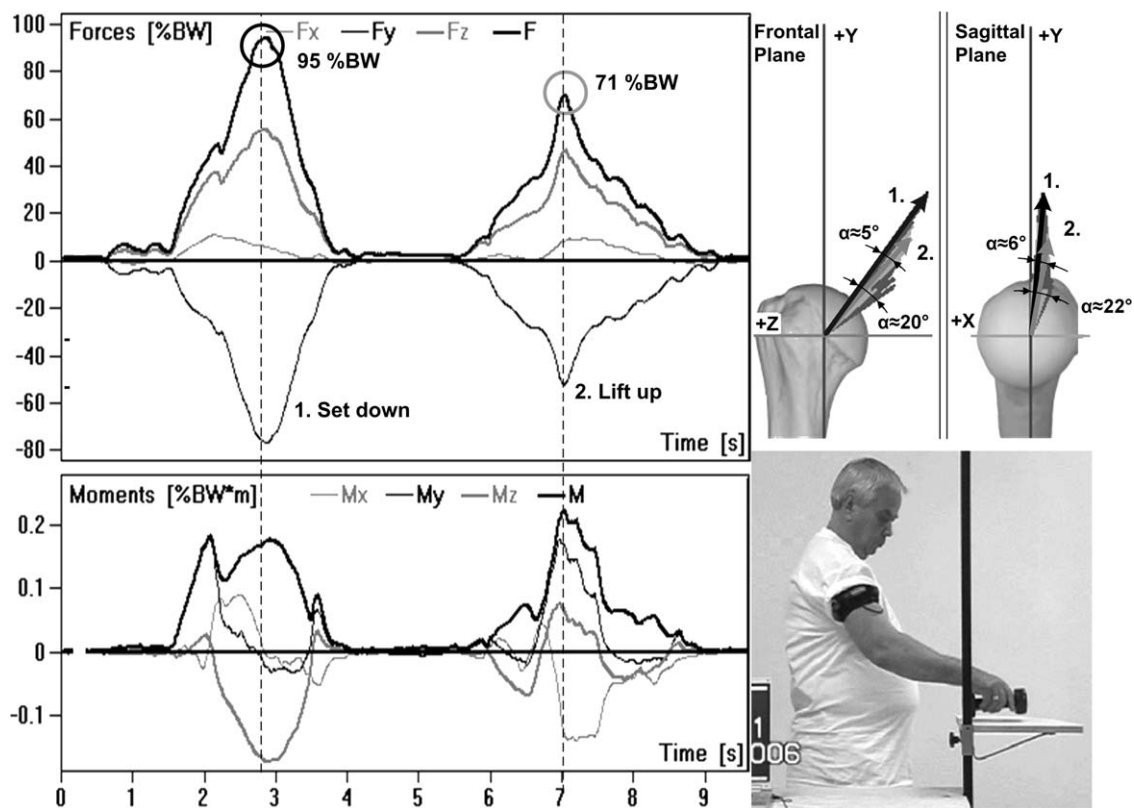 Forces [%BW] Fx Fy Fz F
100
80
60
40
20
0
-20
-40
-60
-80
95 %BW
71 %BW
1. Set down
2. Lift up
Time [s]
Moments [%BW*m] Mx My Mz M
0.2
0.1
0
-0.1
Time [s]
0 1 2 3 4 5 6 7 8 9
Frontal
Plane
+Y
1.
α≈5°
2.
α≈20°
+Z
Sagittal
Plane
+Y
1.
α≈6°
2.
α≈22°
+X
1
006